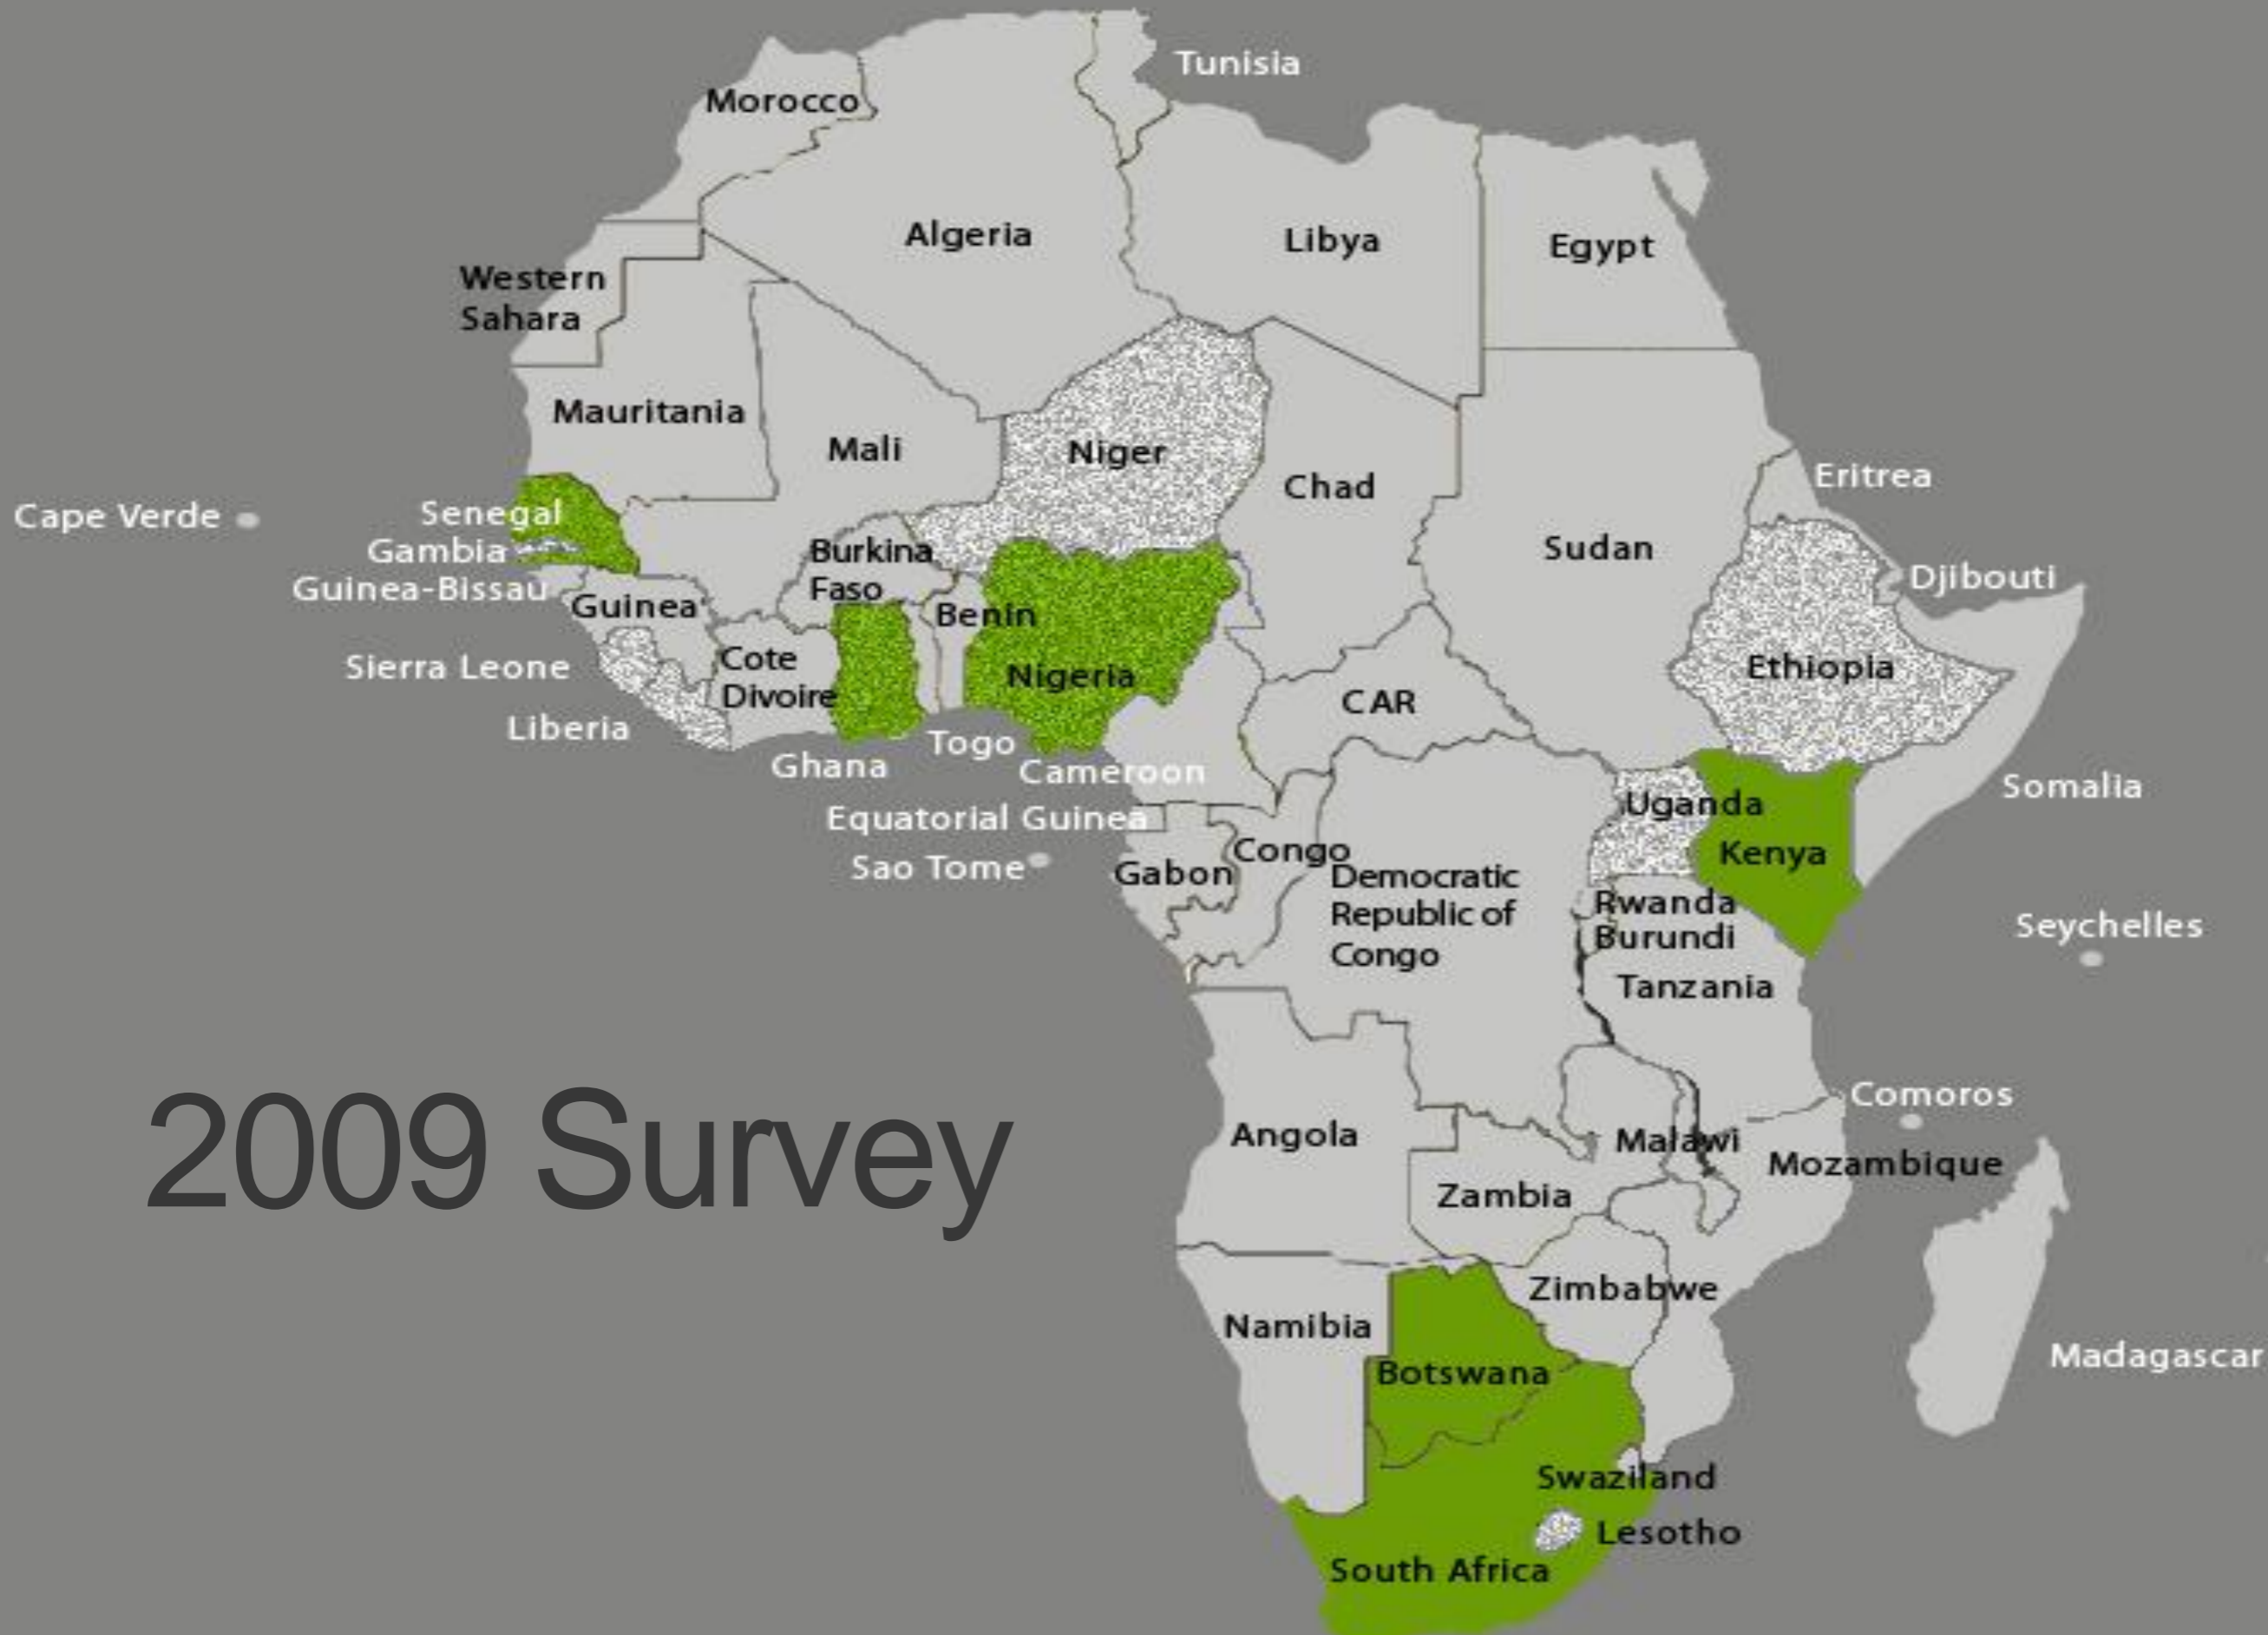 Tunisia
Morocco
Algeria
Libya
Egypt
Western
Sahara
Mauritania
Mali
Niger
Chad
Eritrea
Cape Verde
Senegal
Sudan
Gambia
Burkina
Faso
Djibouti
Guinea-Bissau
Guinea
Benin
Sierra Leone
Cote
Divoire
Nigeria
Ethiopia
CAR
Liberia
Togo
Ghana
Cameroon
Somalia
Equatorial Guinea
Uganda
Sao Tome
Gabon
Congo
Kenya
Democratic
Republic of
Congo
Rwanda
Burundi
Seychelles
Tanzania
2009 Survey
Comoros
Angola
Malawi
Mozambique
Zambia
Zimbabwe
Namibia
Madagascar
Botswana
Swaziland
Lesotho
South Africa